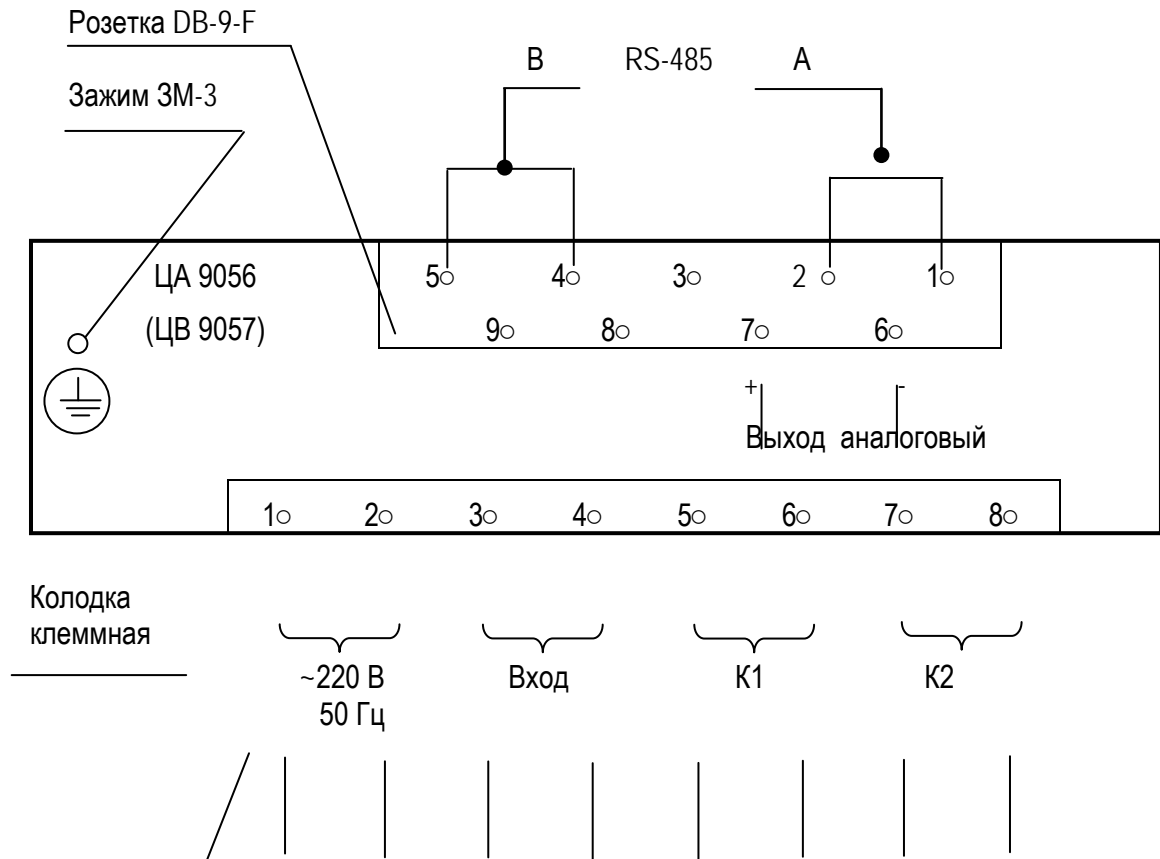 Розетка DB-9-F
B RS-485 A
Зажим ЗМ-3
ЦА 9056
5 4 3 2 1
(ЦВ 9057)
9 8 7 6
+ -
Выход аналоговый
1 2 3 4 5 6 7 8
Колодка
клеммная
~220 В
50 Гц
Вход
К1
К2